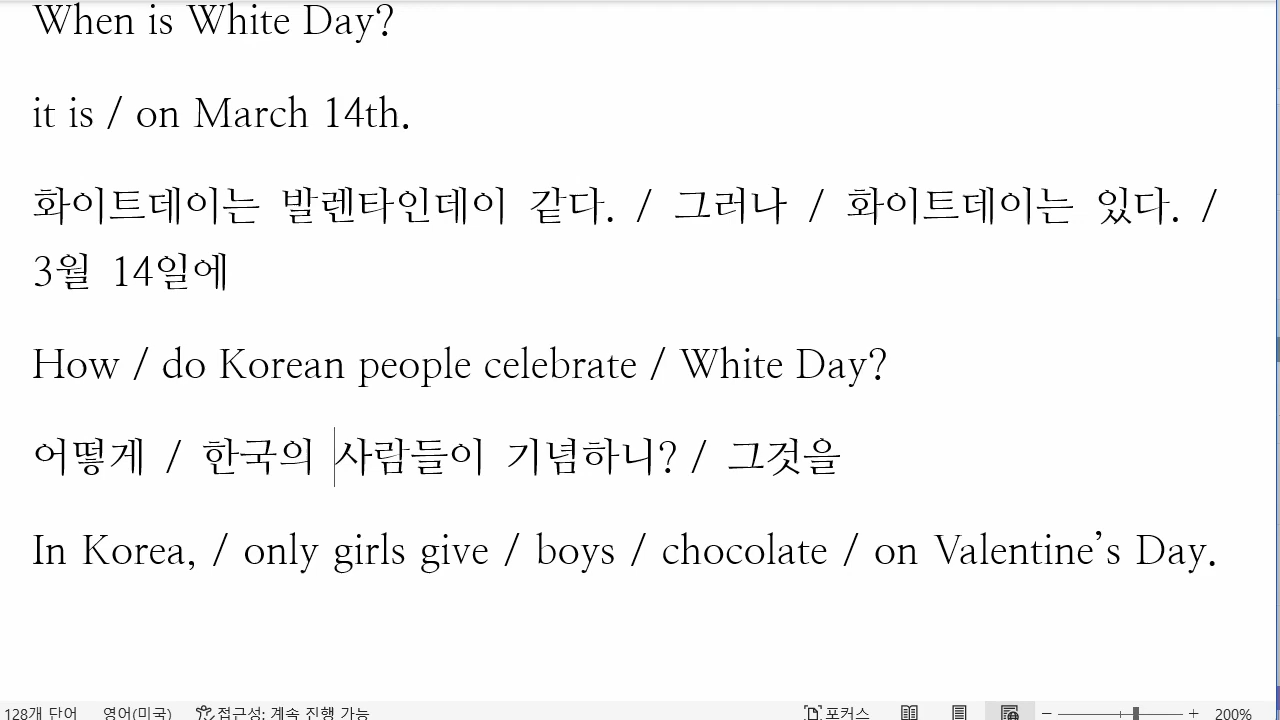 When is White Day?
it is / on March 14th.
화이트데이는 발렌타인데이 같다. / 그러나 / 화이트데이는 있다. /
3월 14일에
How / do Korean people celebrate / White Day?
어떻게 / 한국의 사람들이 기념하니? / 그것을
In Korea, / only girls give / boys / chocolate / on Valentine’s Day.
128개 단어 영어(미국) 접근성: 계속 진행 가능 포커스 200%